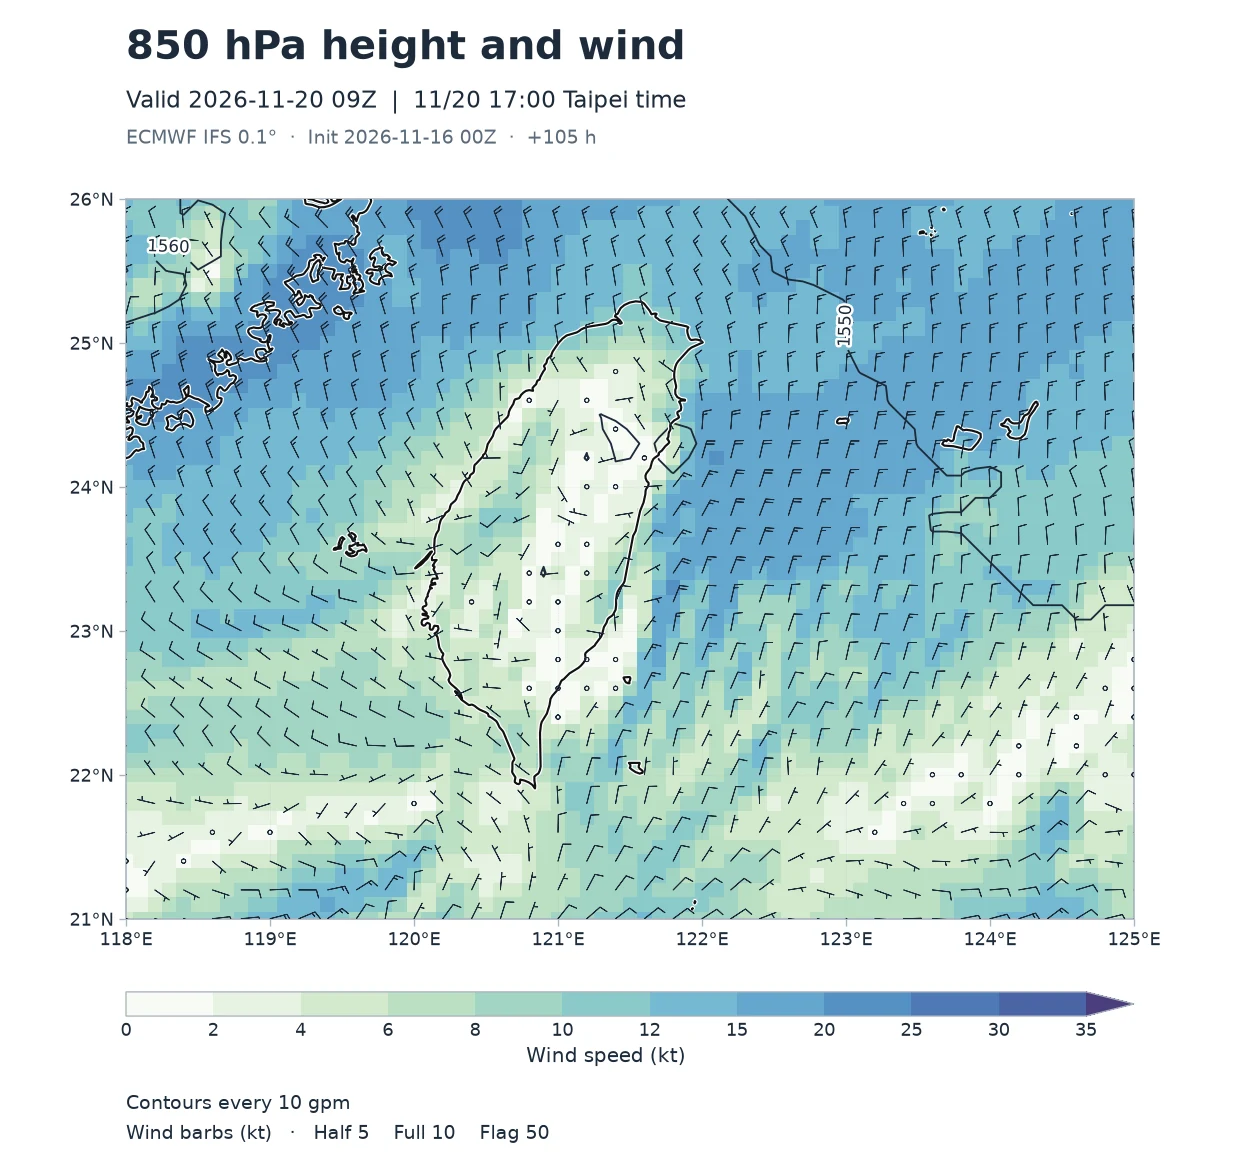 850 hPa height and wind
Valid 2026-11-20 09Z | 11/20 17:00 Taipei time
ECMWF IFS 0.1° · Init 2026-11-16 00Z · +105 h
26°N
1560
25°N
1550
24°N
23°N
22°N
21°N
118°E 119°E 120°E 121°E 122°E 123°E 124°E 125°E
0 2 4 6 8 10 12 15 20 25 30 35
Wind speed (kt)
Contours every 10 gpm
Wind barbs (kt) · Half 5 Full 10 Flag 50